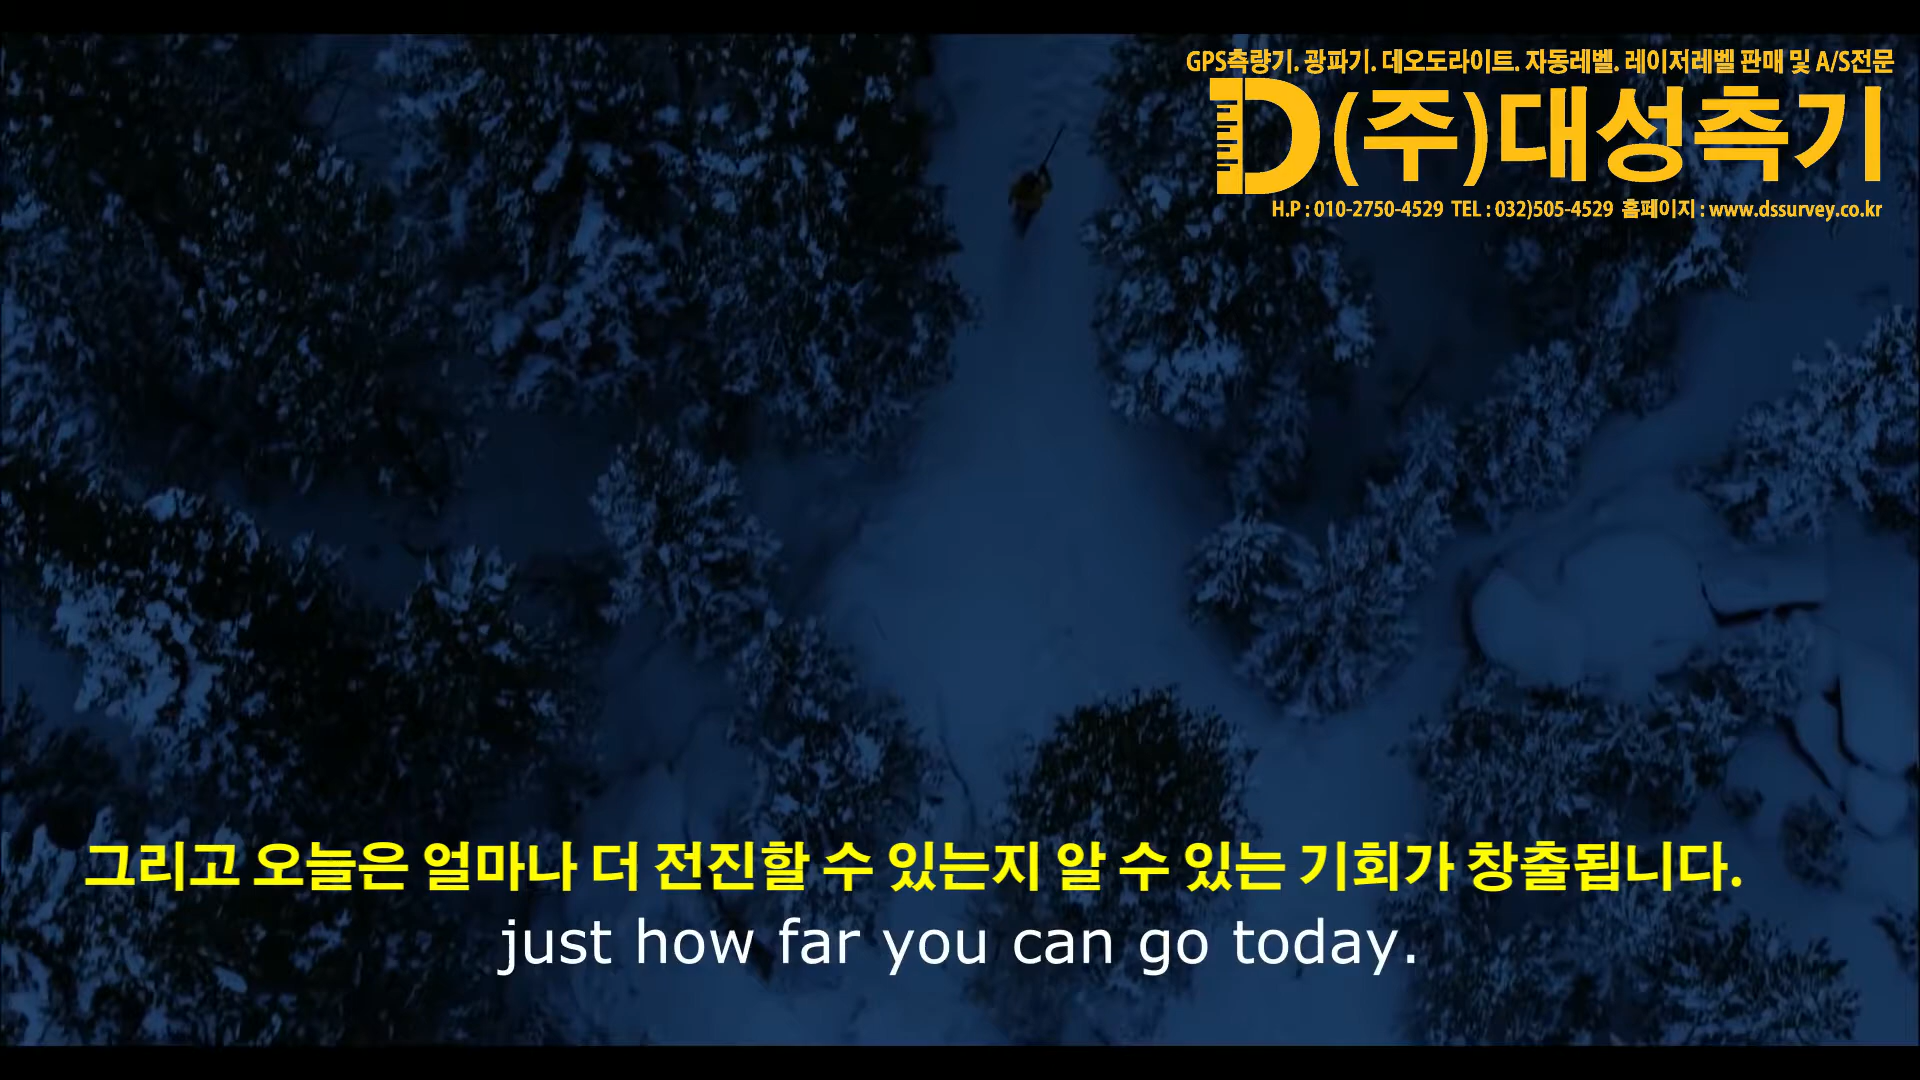 GPS측량기. 광파기. 데오도라이트. 자동레벨. 레이저레벨 판매 및 A/S전문
D (주)대성측기
H.P : 010-2750-4529 TEL : 032)505-4529 홈페이지 : www.dssurvey.co.kr
그리고 오늘은 얼마나 더 전진할 수 있는지 알 수 있는 기회가 창출됩니다.
just how far you can go today.